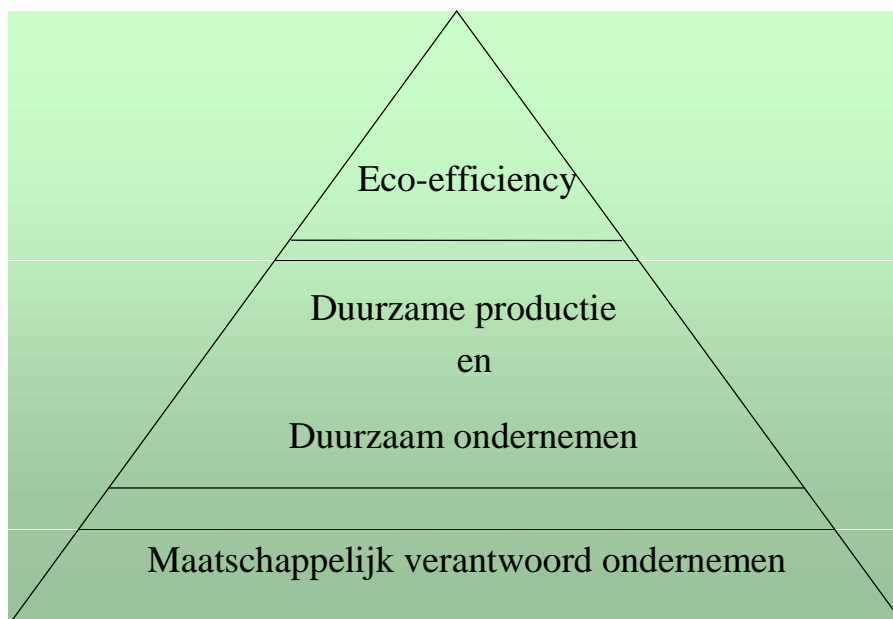 Eco-efficiency
Duurzame productie
en
Duurzaam ondernemen
Maatschappelijk verantwoord ondernemen